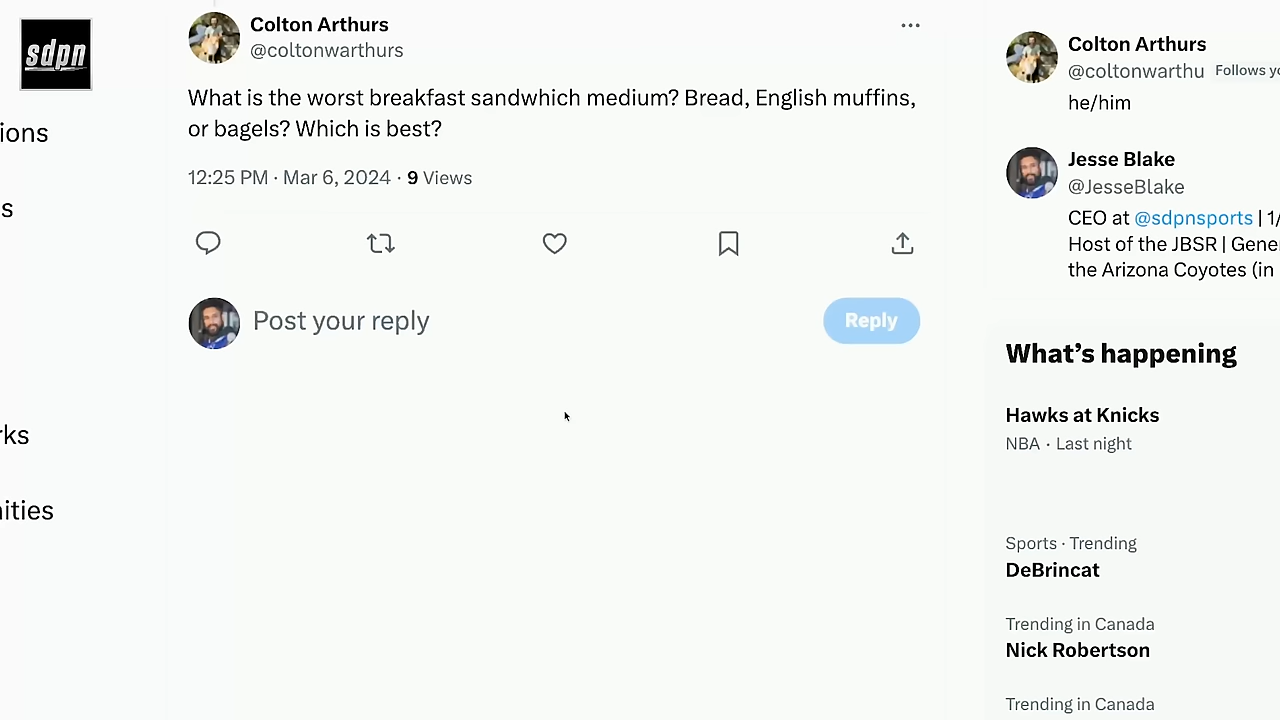 sdpn
Colton Arthurs
@coltonwarthurs
What is the worst breakfast sandwhich medium? Bread, English muffins,
or bagels? Which is best?
12:25 PM · Mar 6, 2024 · 9 Views
Post your reply
Reply
ions
s
rks
nities
Colton Arthurs
@coltonwarthu Follows yo
he/him
Jesse Blake
@JesseBlake
CEO at @sdpnsports | 1/
Host of the JBSR | Gene
the Arizona Coyotes (in
What's happening
Hawks at Knicks
NBA · Last night
Sports · Trending
DeBrincat
Trending in Canada
Nick Robertson
Trending in Canada